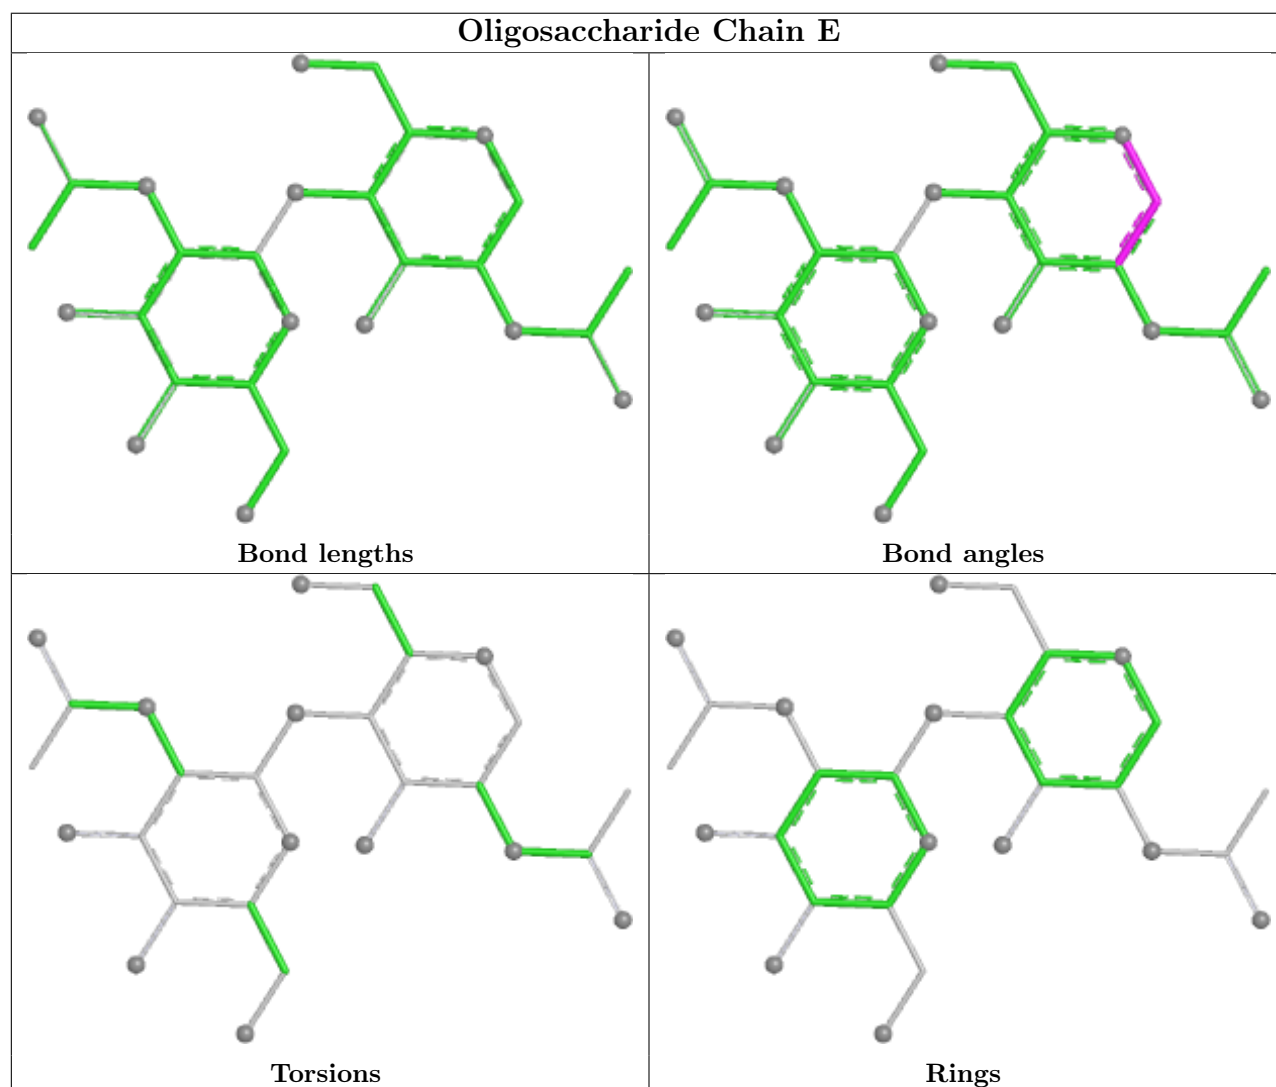 Oligosaccharide Chain E
Bond lengths
Bond angles
Torsions
Rings